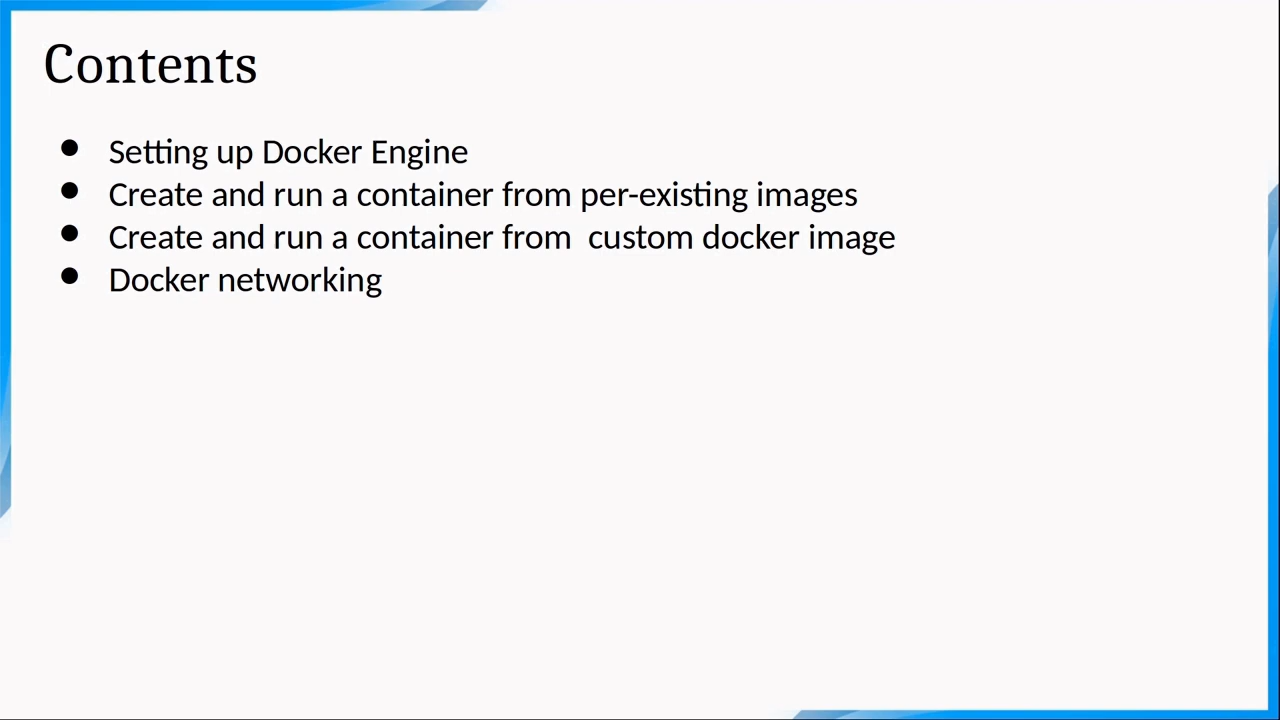 Contents
● Setting up Docker Engine
● Create and run a container from per-existing images
● Create and run a container from  custom docker image
● Docker networking